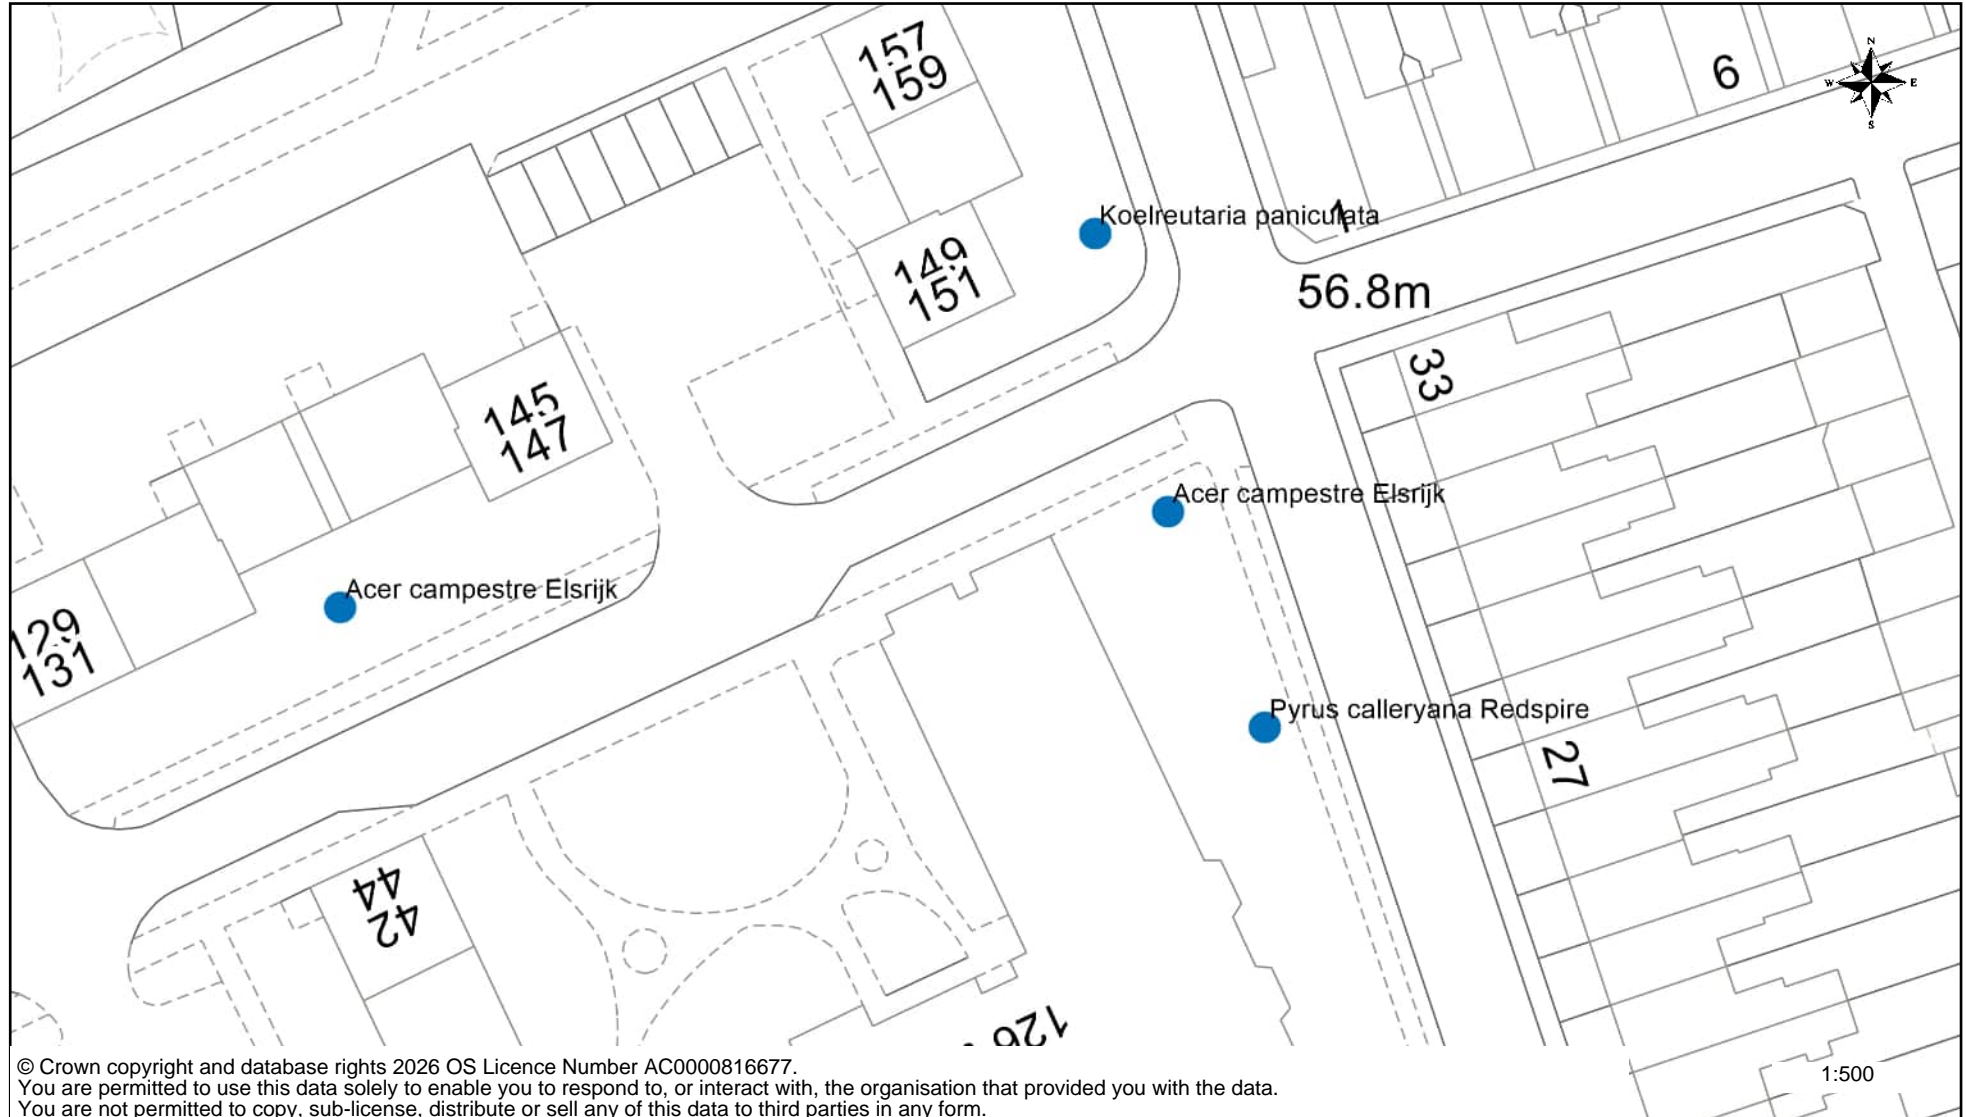 157
159
6
N
W
E
S
Koelreutaria paniculata
1
149
151
56.8m
33
145
147
Acer campestre Elsrijk
Acer campestre Elsrijk
129
131
Pyrus calleryana Redspire
27
44
42
126
© Crown copyright and database rights 2026 OS Licence Number AC0000816677.
You are permitted to use this data solely to enable you to respond to, or interact with, the organisation that provided you with the data.
You are not permitted to copy, sub-license, distribute or sell any of this data to third parties in any form.
1:500